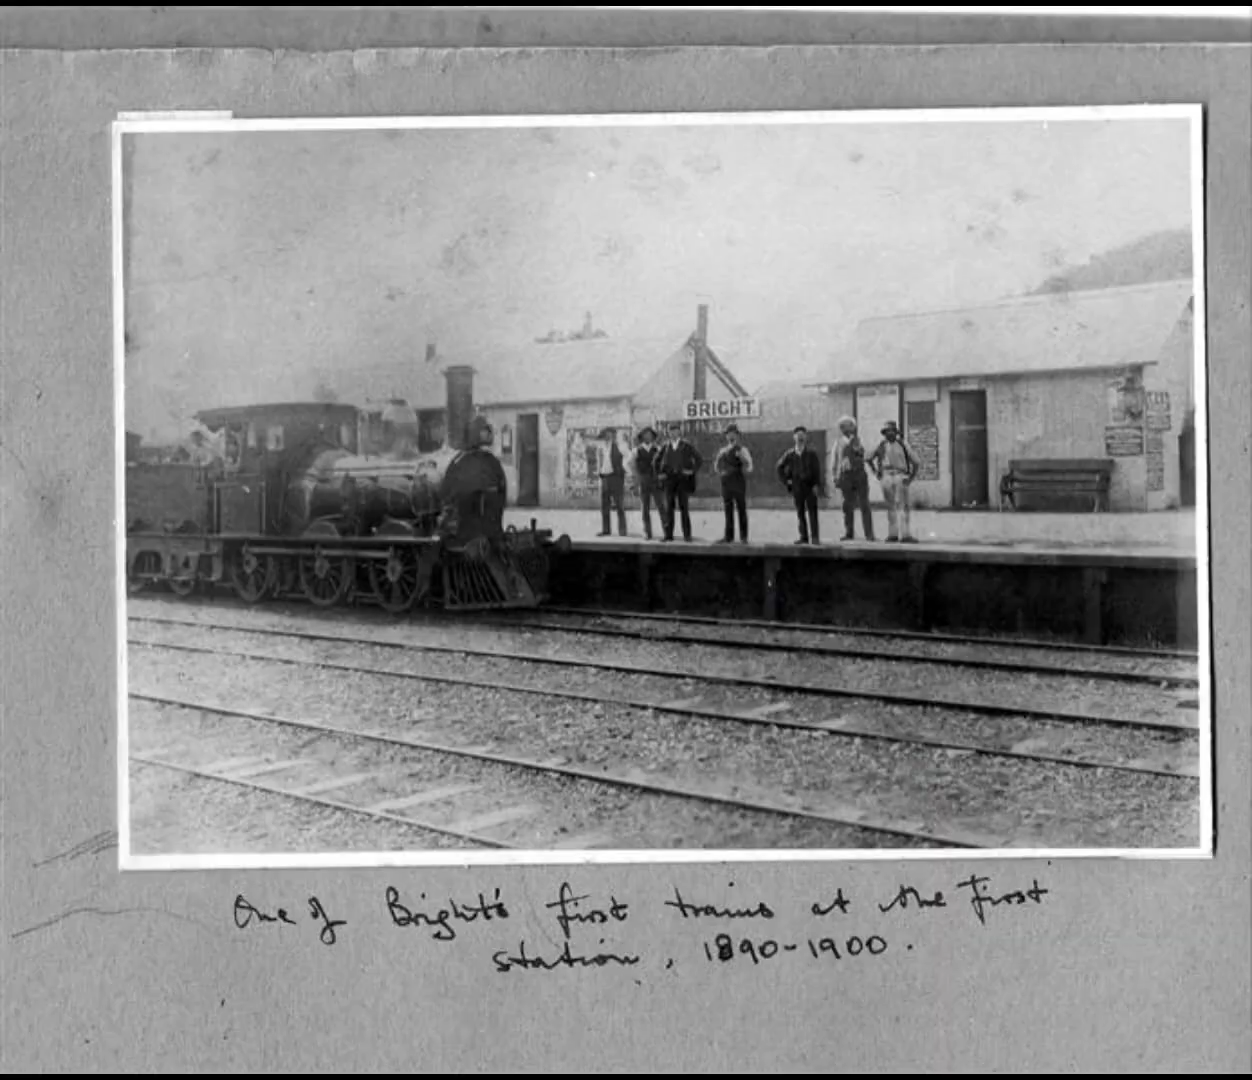 BRIGHT
One of Bright's first trains at the first
station, 1890-1900.